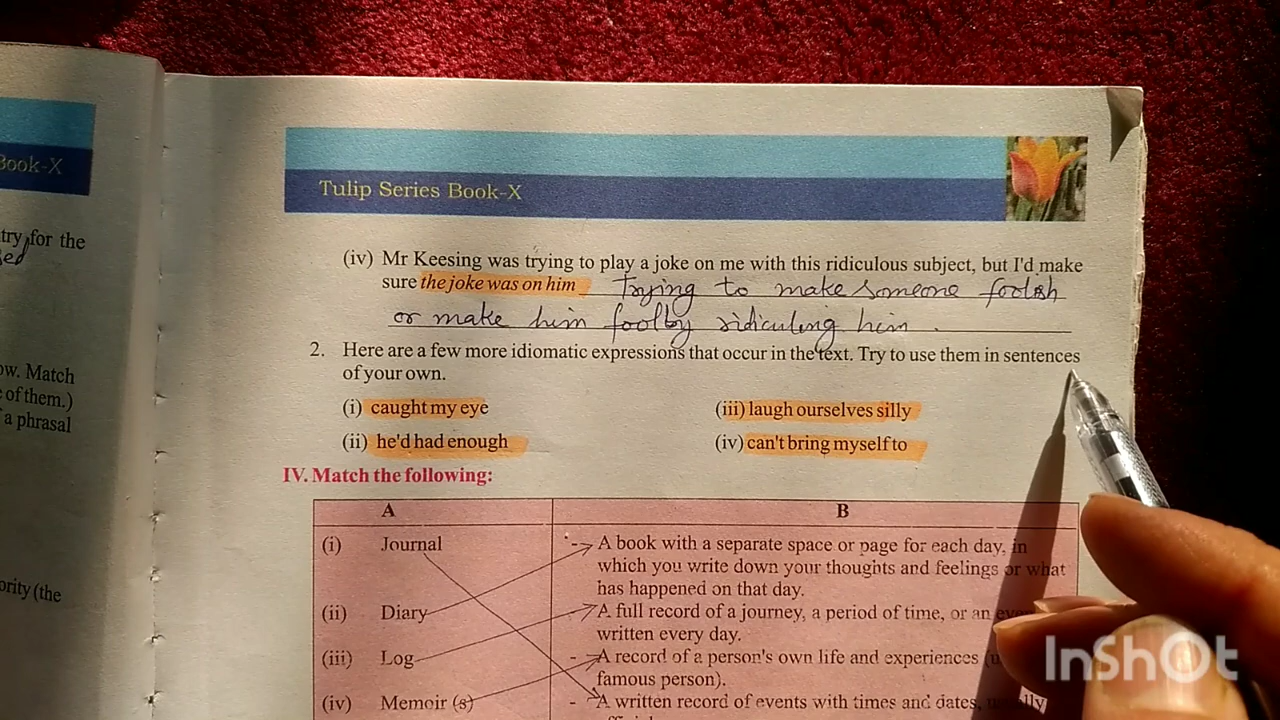 Book-X
try for the
sed
ow. Match
e of them.)
a phrasal
ority (the
Tulip Series Book-X
(iv) Mr Keesing was trying to play a joke on me with this ridiculous subject, but I'd make
sure the joke was on him Trying to make someone foolish
or make him foolby ridiculing him .
2. Here are a few more idiomatic expressions that occur in the text. Try to use them in sentences
of your own.
(i) caught my eye
(iii) laugh ourselves silly
(ii) he'd had enough
(iv) can't bring myself to
IV. Match the following:
A
B
(i) Journal
- A book with a separate space or page for each day, in
which you write down your thoughts and feelings or what
has happened on that day.
(ii) Diary
A full record of a journey, a period of time, or an
written every day.
(iii) Log
- A record of a person's own life and experiences
famous person).
(iv) Memoir (s)
- A written record of events with times and dates,
InShOt